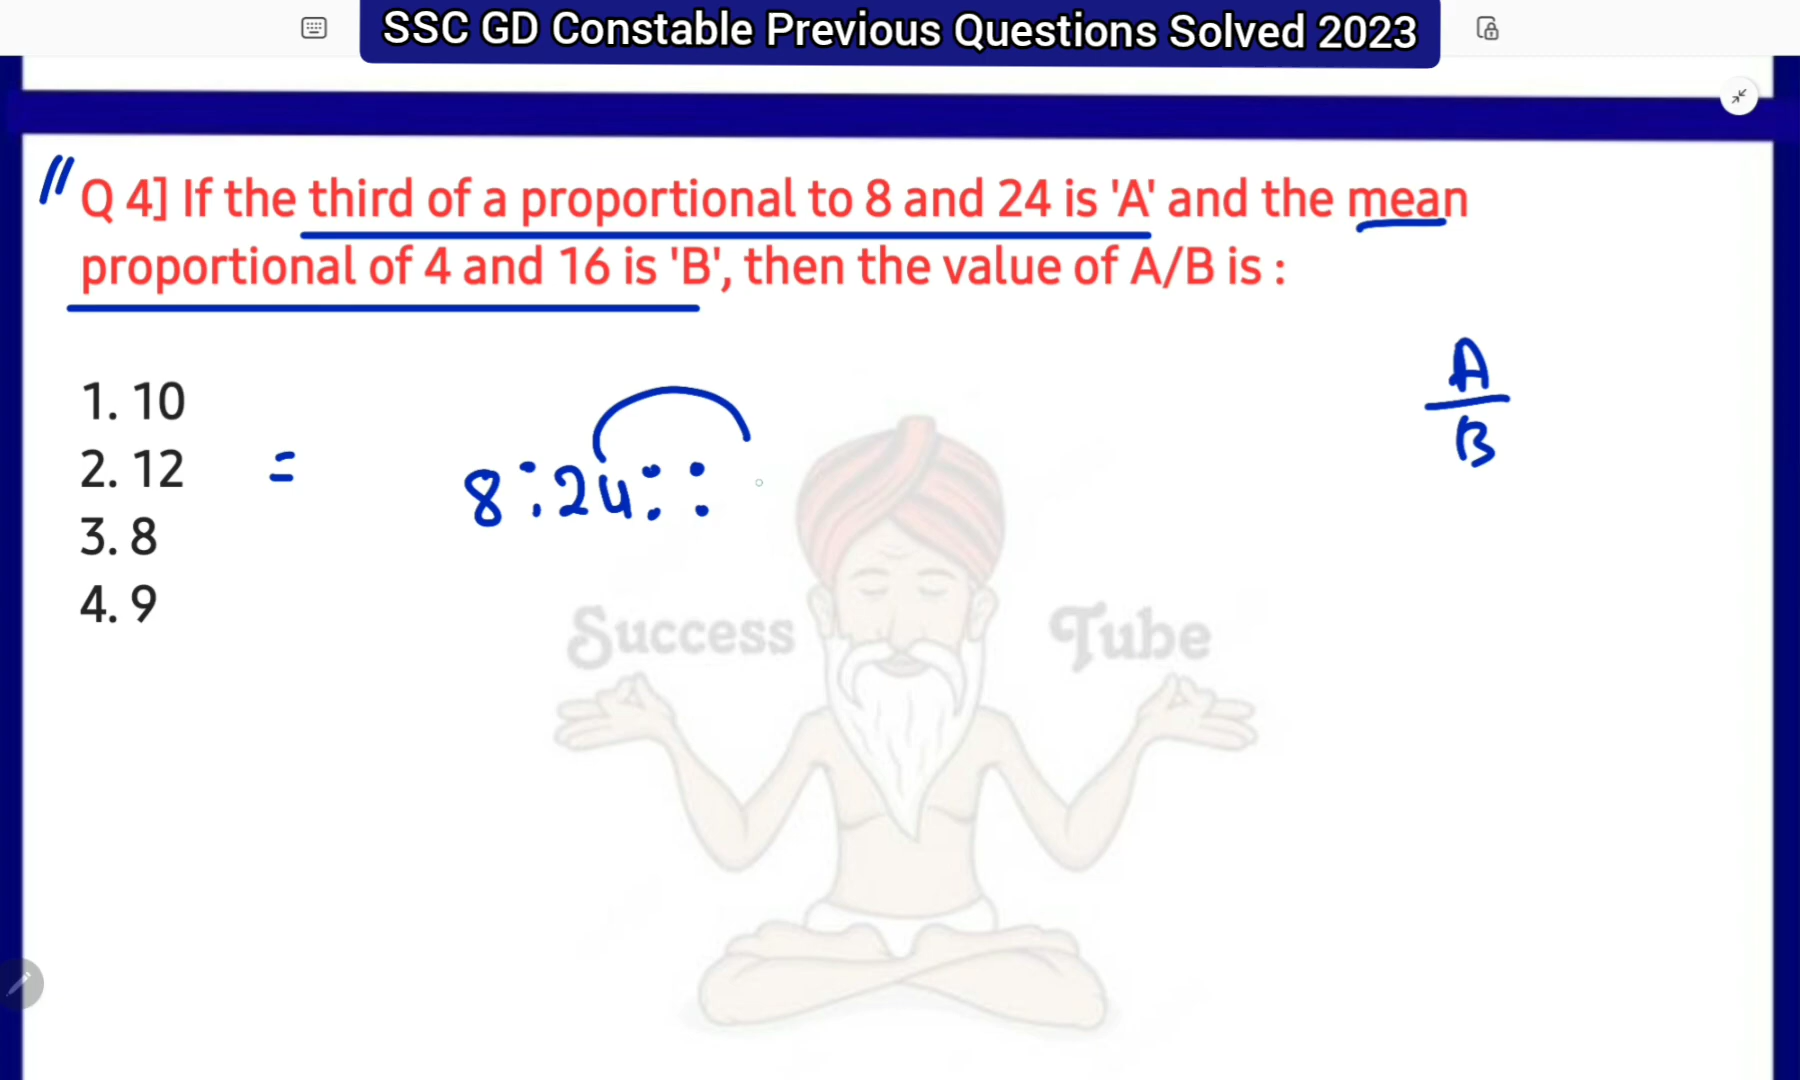 SSC GD Constable Previous Questions Solved 2023
Q 4] If the third of a proportional to 8 and 24 is 'A' and the mean
proportional of 4 and 16 is 'B', then the value of A/B is :
1. 10
2. 12
3. 8
4. 9
=
8:24::
A
B
Success Tube